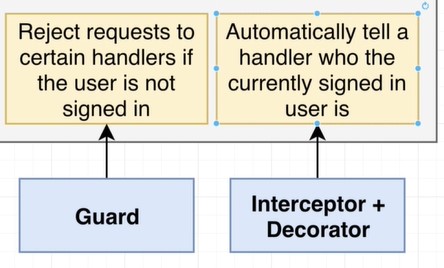 Reject requests to
certain handlers if
the user is not
signed in
Automatically tell a
handler who the
currently signed in
user is
Guard
Interceptor +
Decorator